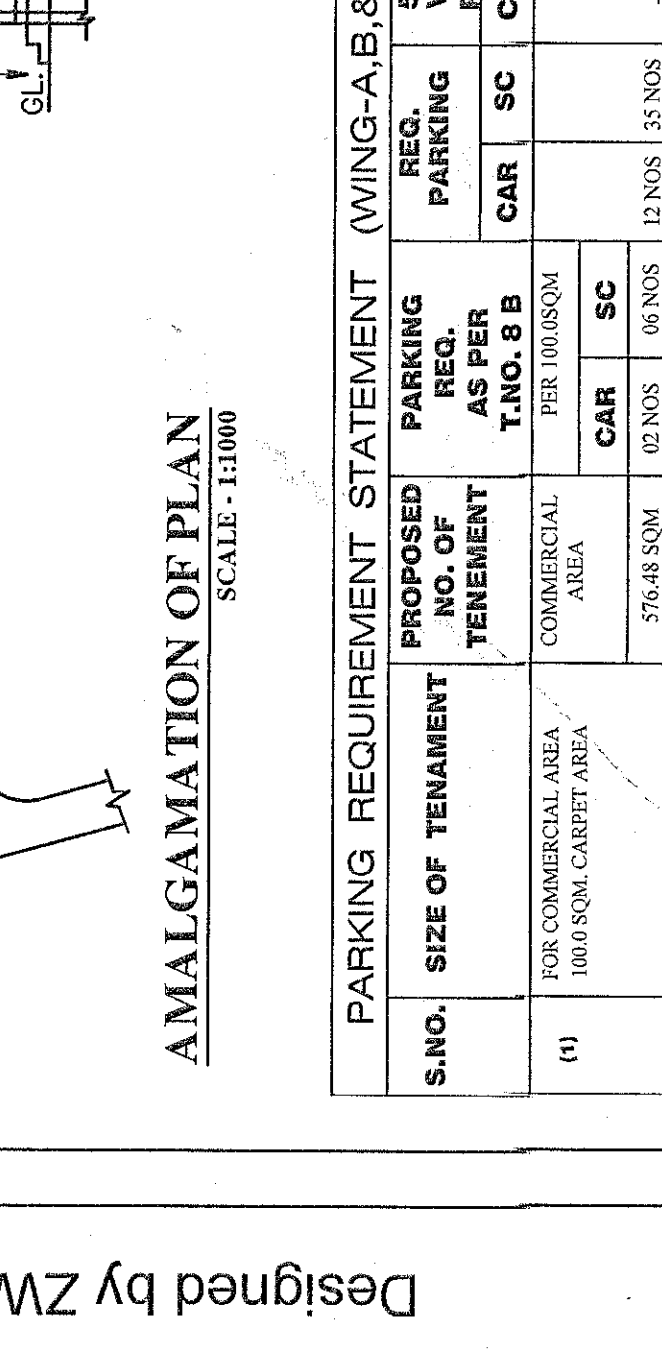 GL.
AMALGAMATION OF PLAN
SCALE - 1:1000
PARKING REQUIREMENT STATEMENT (WING-A,B,&
S.NO.
SIZE OF TENAMENT
PROPOSED
NO. OF
TENEMENT
PARKING
REQ.
AS PER
T.NO. 8 B
REQ.
PARKING
CAR
SC
(1)
FOR COMMERCIAL AREA
100.0 SQM. CARPET AREA
COMMERCIAL
AREA
PER 100.0SQM
CAR
SC
576.48 SQM
02 NOS
06 NOS
12 NOS
35 NOS
Designed by ZW